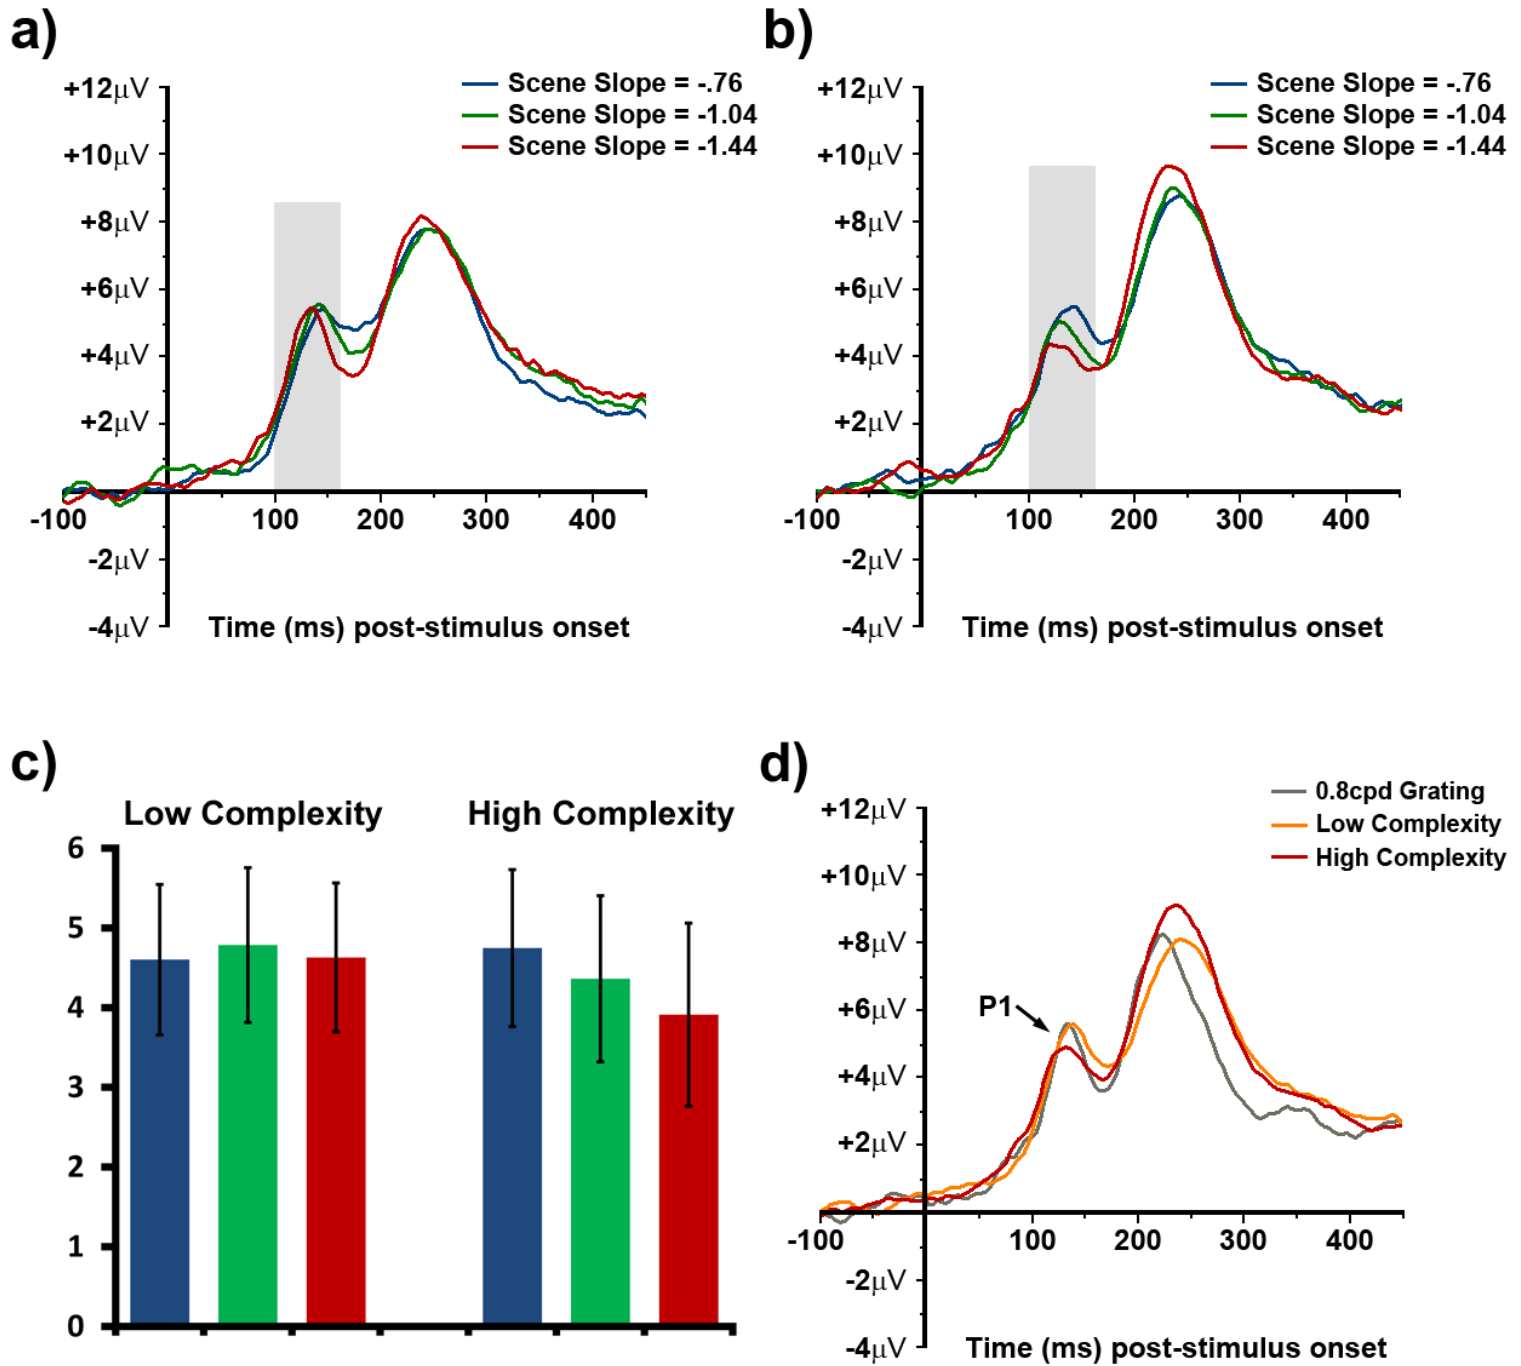 a)
Scene Slope = -.76
Scene Slope = -1.04
Scene Slope = -1.44
+12μV
+10μV
+8μV
+6μV
+4μV
+2μV
-2μV
-4μV
-100
100
200
300
400
Time (ms) post-stimulus onset
b)
Scene Slope = -.76
Scene Slope = -1.04
Scene Slope = -1.44
+12μV
+10μV
+8μV
+6μV
+4μV
+2μV
-2μV
-4μV
-100
100
200
300
400
Time (ms) post-stimulus onset
c)
Low Complexity
High Complexity
6
5
4
3
2
1
0
d)
0.8cpd Grating
Low Complexity
High Complexity
+12μV
+10μV
+8μV
+6μV
+4μV
+2μV
-2μV
-4μV
P1
-100
100
200
300
400
Time (ms) post-stimulus onset